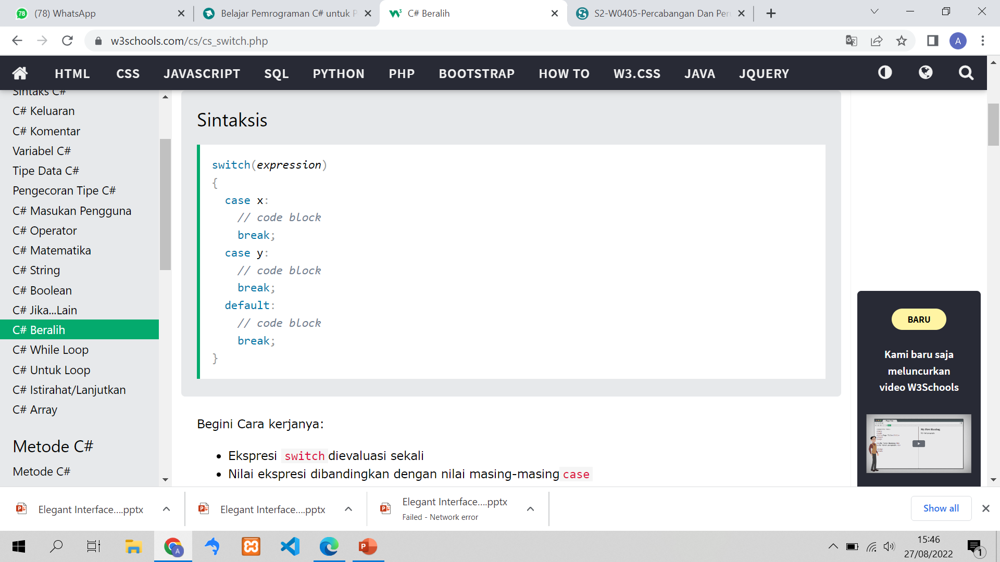 (78) WhatsApp
Belajar Pemrograman C# untuk P
C# Beralih
S2-W0405-Percabangan Dan Per
w3schools.com/cs/cs_switch.php
A
HTML CSS JAVASCRIPT SQL PYTHON PHP BOOTSTRAP HOW TO W3.CSS JAVA JQUERY
Sintaks C#
C# Keluaran
C# Komentar
Variabel C#
Tipe Data C#
Pengecoran Tipe C#
C# Masukan Pengguna
C# Operator
C# Matematika
C# String
C# Boolean
C# Jika...Lain
C# Beralih
C# While Loop
C# Untuk Loop
C# Istirahat/Lanjutkan
C# Array
Metode C#
Metode C#
Sintaksis
switch(expression)
{
case x:
// code block
break;
case y:
// code block
break;
default:
// code block
break;
}
Begini Cara kerjanya:
• Ekspresi switch dievaluasi sekali
• Nilai ekspresi dibandingkan dengan nilai masing-masing case
BARU
Kami baru saja
meluncurkan
video W3Schools
My First Heading
Elegant Interface....pptx
Elegant Interface....pptx
Elegant Interface....pptx
Failed - Network error
Show all
15:46
27/08/2022
1